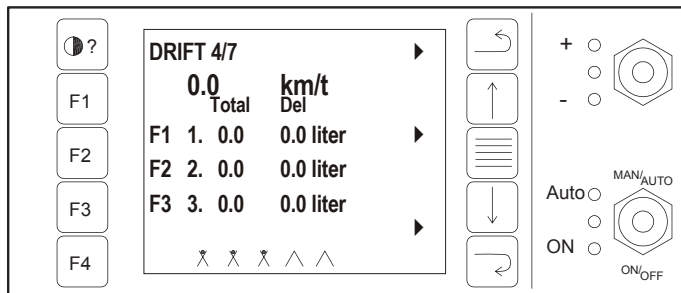 ?
F1
F2
F3
F4
DRIFT 4/7
0.0 km/t
Total Del
F1 1. 0.0 0.0 liter
F2 2. 0.0 0.0 liter
F3 3. 0.0 0.0 liter
+
-
MAN/AUTO
Auto
ON
ON/OFF